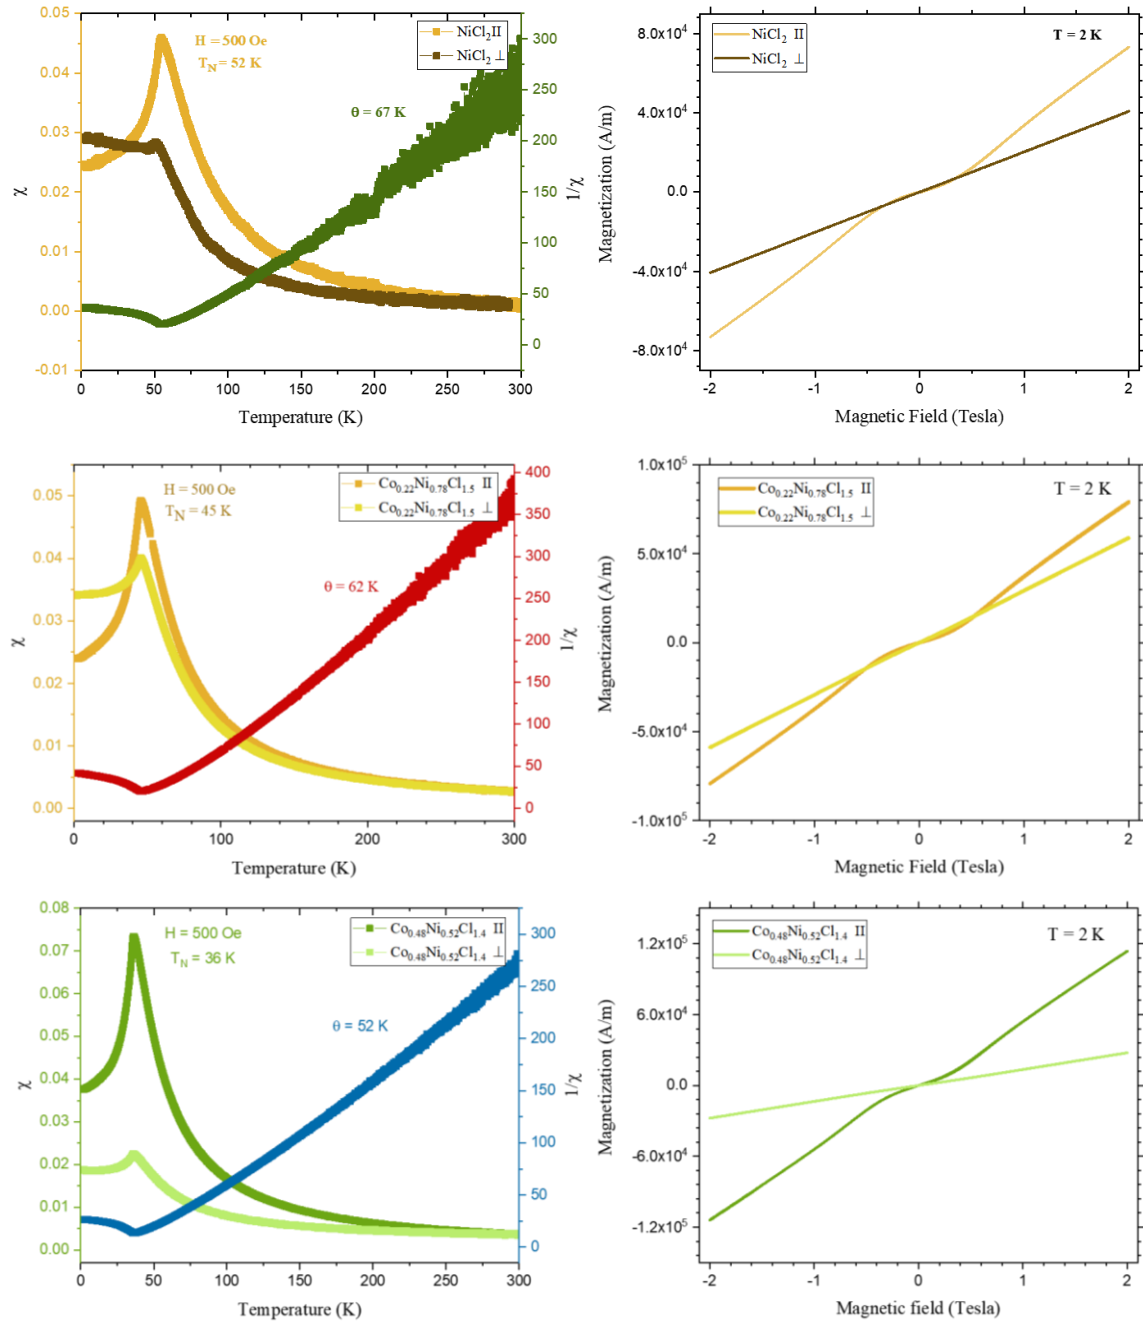 H = 500 Oe
T_N = 52 K
NiCl₂ II
NiCl₂ ⊥
θ = 67 K
0.05
0.04
0.03
0.02
0.01
0.00
-0.01
χ
300
250
200
150
100
50
0
1/χ
0 50 100 150 200 250 300
Temperature (K)
NiCl₂ II
NiCl₂ ⊥
T = 2 K
8.0x10⁴
4.0x10⁴
0.0
-4.0x10⁴
-8.0x10⁴
Magnetization (A/m)
-2 -1 0 1 2
Magnetic Field (Tesla)
H = 500 Oe
T_N = 45 K
Co₀.₂₂Ni₀.₇₈Cl₁.₅ II
Co₀.₂₂Ni₀.₇₈Cl₁.₅ ⊥
θ = 62 K
0.05
0.04
0.03
0.02
0.01
0.00
χ
400
350
300
250
200
150
100
50
0
1/χ
0 100 200 300
Temperature (K)
Co₀.₂₂Ni₀.₇₈Cl₁.₅ II
Co₀.₂₂Ni₀.₇₈Cl₁.₅ ⊥
T = 2 K
1.0x10⁵
5.0x10⁴
0.0
-5.0x10⁴
-1.0x10⁵
Magnetization (A/m)
-2 -1 0 1 2
Magnetic Field (Tesla)
H = 500 Oe
T_N = 36 K
Co₀.₄₈Ni₀.₅₂Cl₁.₄ II
Co₀.₄₈Ni₀.₅₂Cl₁.₄ ⊥
θ = 52 K
0.08
0.07
0.06
0.05
0.04
0.03
0.02
0.01
0.00
χ
300
250
200
150
100
50
0
1/χ
0 50 100 150 200 250 300
Temperature (K)
Co₀.₄₈Ni₀.₅₂Cl₁.₄ II
Co₀.₄₈Ni₀.₅₂Cl₁.₄ ⊥
T = 2 K
1.2x10⁵
6.0x10⁴
0.0
-6.0x10⁴
-1.2x10⁵
Magnetization (A/m)
-2 -1 0 1 2
Magnetic field (Tesla)